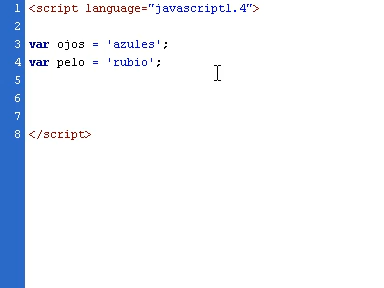 1 <script language="javascript1.4">
2
3 var ojos = 'azules';
4 var pelo = 'rubio';
5
6
7
8 </script>